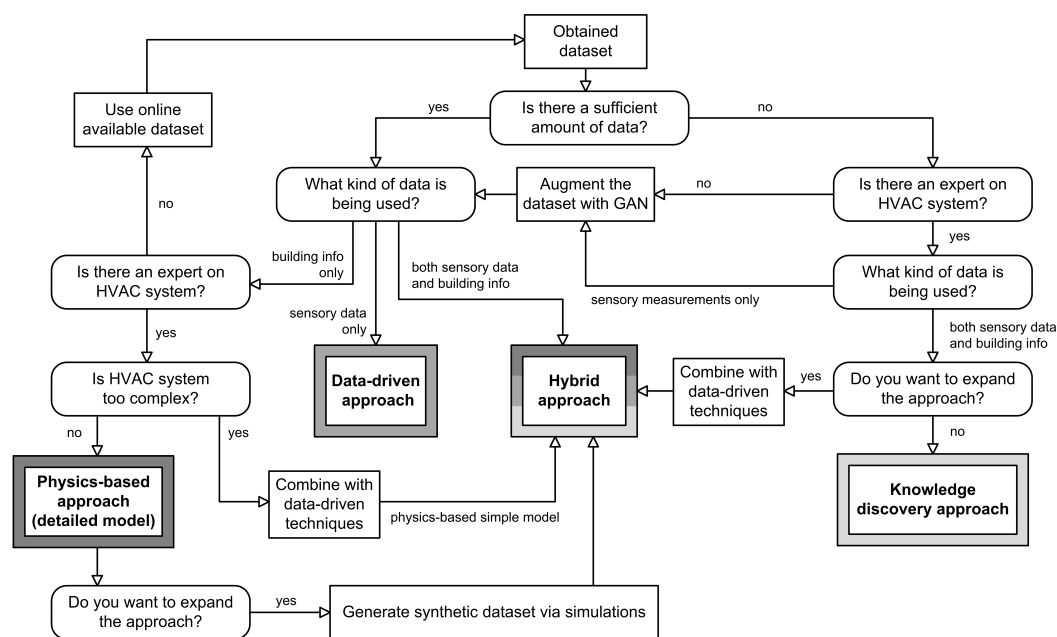 Obtained
dataset
Use online
available dataset
yes
Is there a sufficient
amount of data?
no
What kind of data is
being used?
Augment the
dataset with GAN
no
Is there an expert on
HVAC system?
no
yes
Is there an expert on
HVAC system?
building info
only
both sensory data
and building info
sensory measurements only
What kind of data is
being used?
yes
sensory data
only
both sensory data
and building info
Is HVAC system
too complex?
Data-driven
approach
Hybrid
approach
Combine with
data-driven
techniques
yes
Do you want to expand
the approach?
no
yes
no
Physics-based
approach
(detailed model)
Combine with
data-driven
techniques
physics-based simple model
Knowledge
discovery approach
Do you want to expand
the approach?
yes
Generate synthetic dataset via simulations